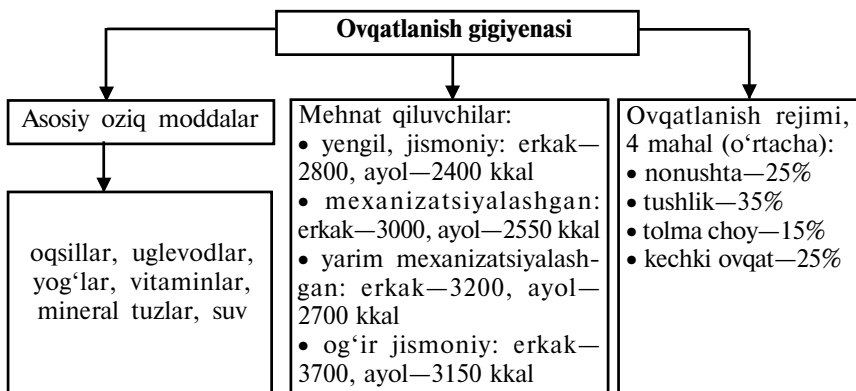 Ovqatlanish gigiyenasi
Asosiy oziq moddalar
oqsillar, uglevodlar,
yog‘lar, vitaminlar,
mineral tuzlar, suv
Mehnat qiluvchilar:
• yengil, jismoniy: erkak—
2800, ayol—2400 kkal
• mexanizatsiyalashgan:
erkak—3000, ayol—2550 kkal
• yarim mexanizatsiyalash-
gan: erkak—3200, ayol—
2700 kkal
• og‘ir jismoniy: erkak—
3700, ayol—3150 kkal
Ovqatlanish rejimi,
4 mahal (o‘rtacha):
• nonushta—25%
• tushlik—35%
• tolma choy—15%
• kechki ovqat—25%